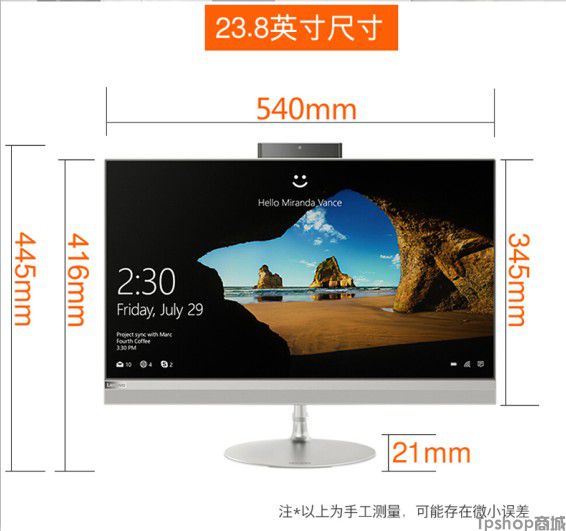 23.8英寸尺寸
540mm
445mm
416mm
345mm
Hello Miranda Vance
2:30
Friday, July 29
Project sync with Marc
Fourth Coffee
3:30 PM
10
4
2
Lenovo
21mm
注*以上为手工测量，可能存在微小误差
Tpshop商城